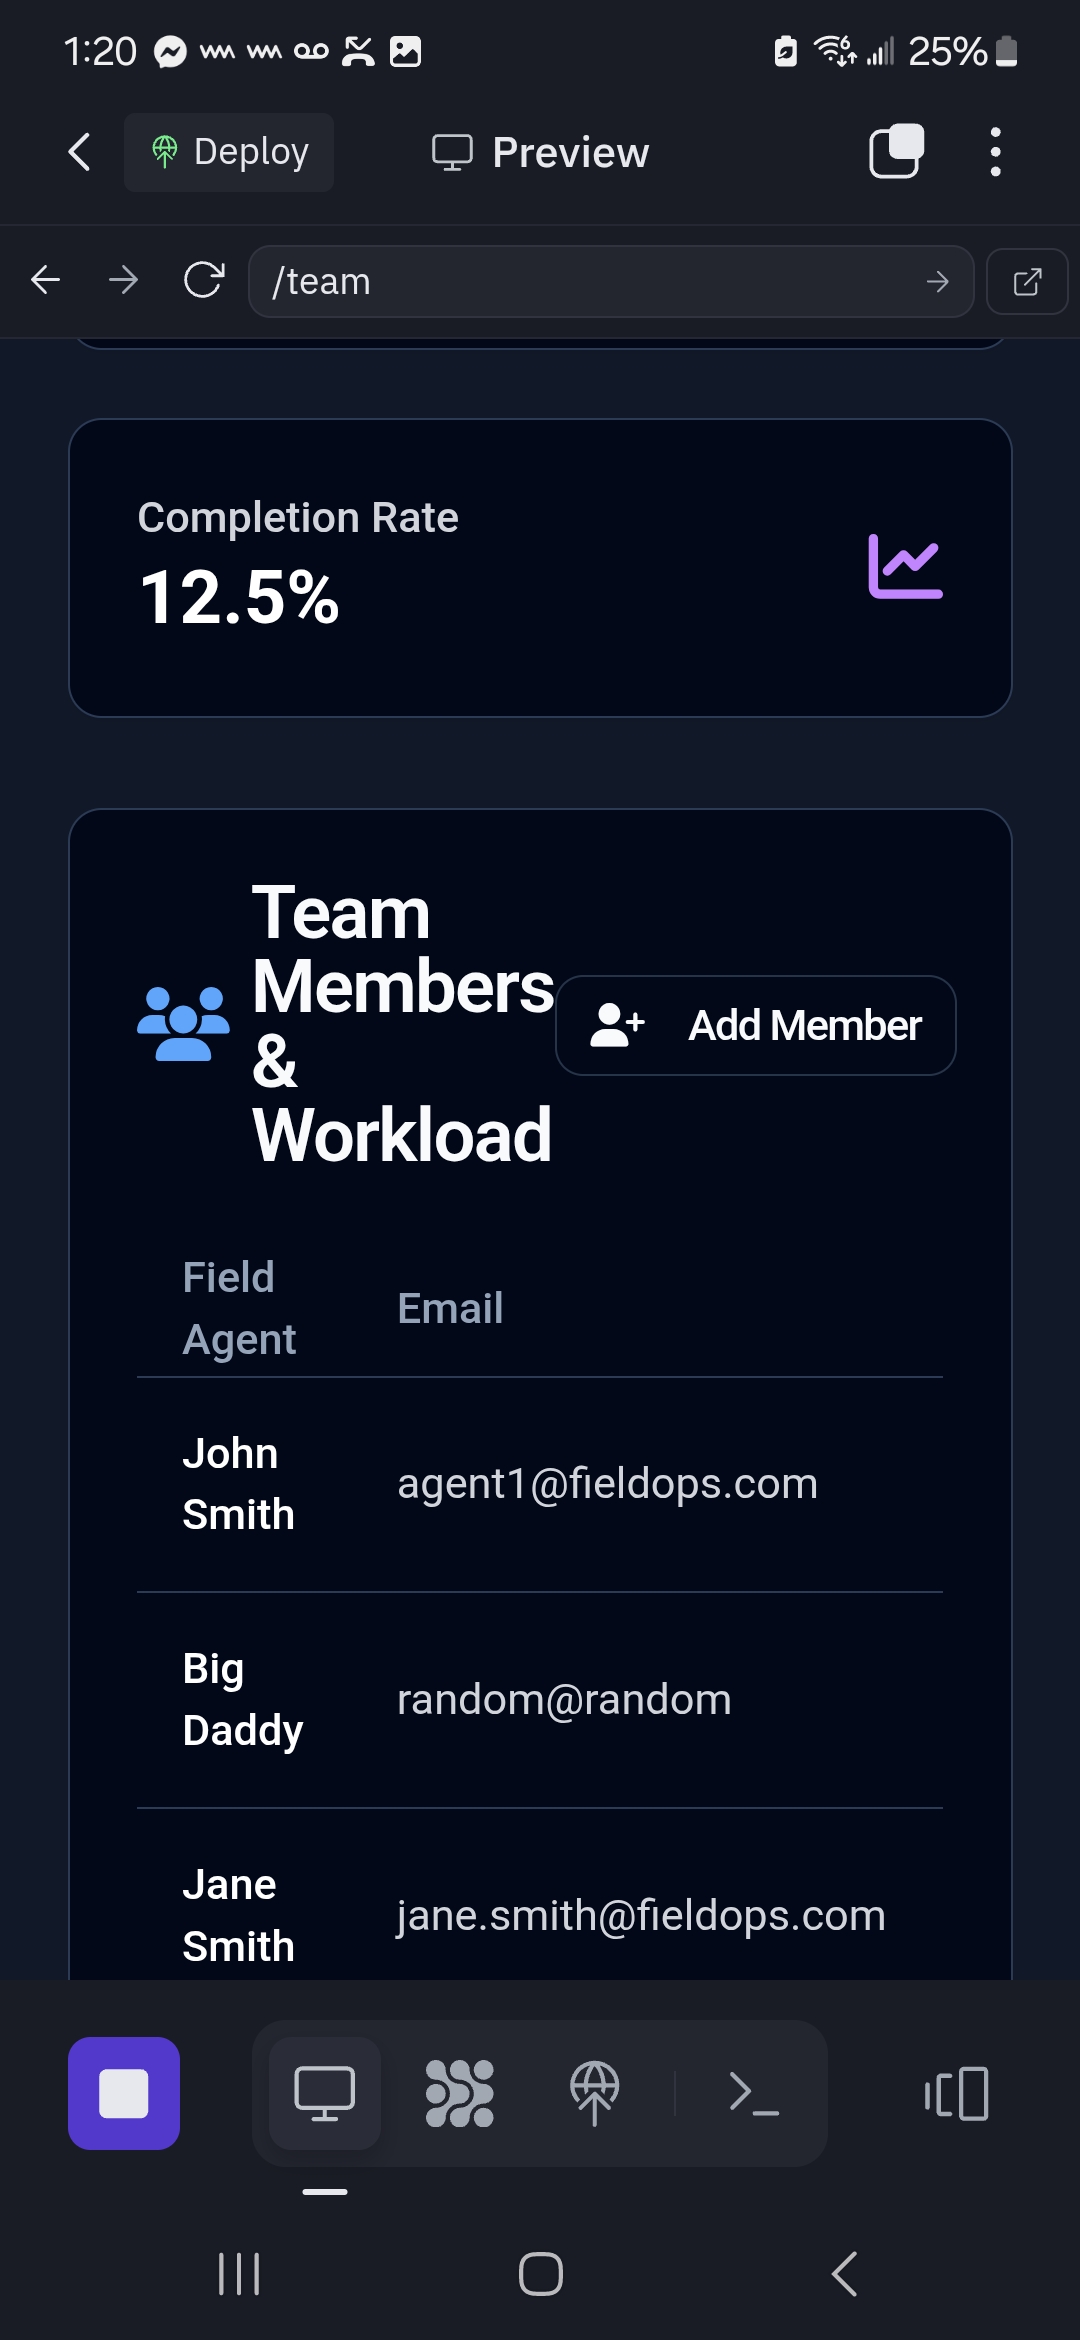 1:20
25%
Deploy
Preview
/team
Completion Rate
12.5%
Team
Members
&
Workload
Add Member
Field
Agent
Email
John
Smith
agent1@fieldops.com
Big
Daddy
random@random
Jane
Smith
jane.smith@fieldops.com